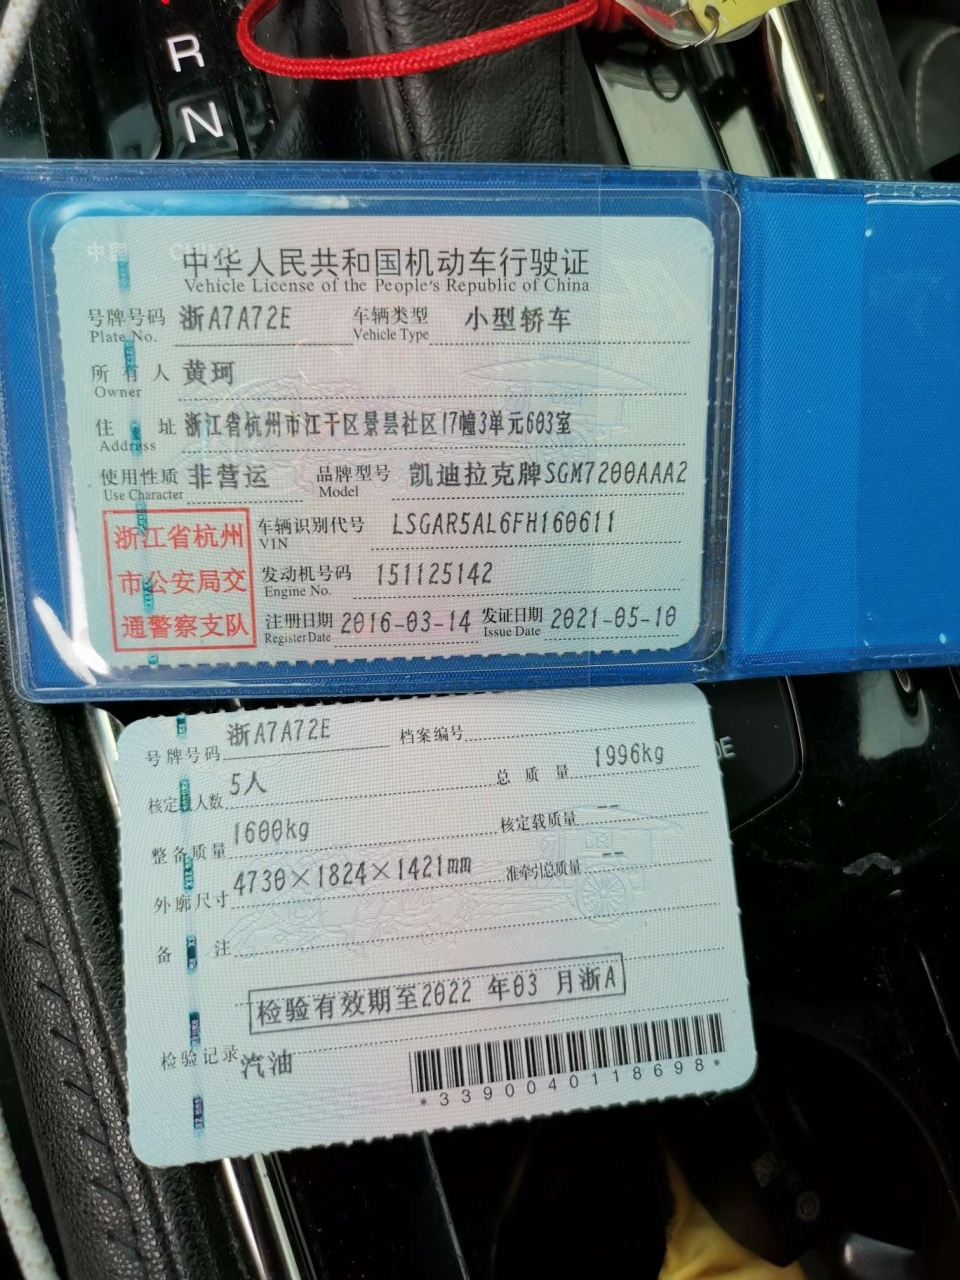 R
N
中国 CHINA
中华人民共和国机动车行驶证
Vehicle License of the People's Republic of China
号牌号码 浙A7A72E 车辆类型 小型轿车
Plate No. Vehicle Type
所有人 黄珂
Owner
住址 浙江省杭州市江干区景昙社区17幢3单元603室
Address
使用性质 非营运 品牌型号 凯迪拉克牌SGM7200AAA2
Use Character Model
浙江省杭州
市公安局交
通警察支队
车辆识别代号 LSGAR5AL6FH160611
VIN
发动机号码 151125142
Engine No.
注册日期 2016-03-14 发证日期 2021-05-10
Register Date Issue Date
号牌号码 浙A7A72E 档案编号
核定载人数 5人 总质量 1996kg
整备质量 1600kg 核定载质量 --
外廓尺寸 4730×1824×1421mm 准牵引总质量 --
备注
检验有效期至2022年03月浙A
检验记录 汽油
*3390040118698*